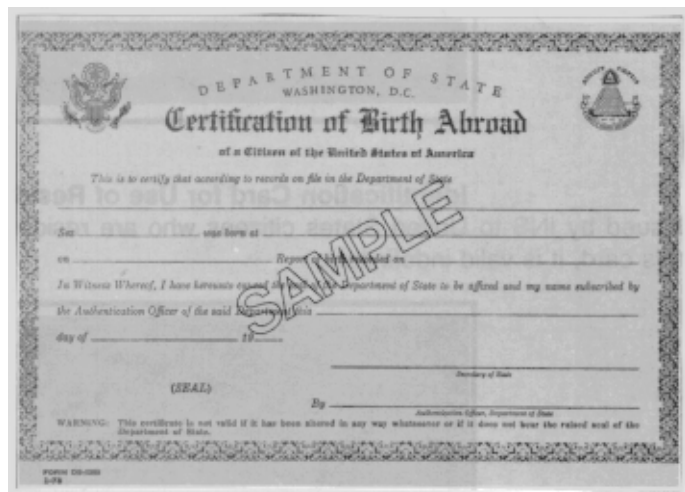 DEPARTMENT OF STATE
WASHINGTON, D.C.
Certification of Birth Abroad
of a Citizen of the United States of America
This is to certify that according to records on file in the Department of State
Sex was born at
on Report of birth recorded on
In Witness Whereof, I have hereunto caused the seal of the Department of State to be affixed and my name subscribed by
the Authentication Officer of the said Department this
day of 19
SAMPLE
Secretary of State
(SEAL)
By
Authentication Officer, Department of State
WARNING: This certificate is not valid if it has been altered in any way whatsoever or if it does not bear the raised seal of the
Department of State.
FORM
1-78